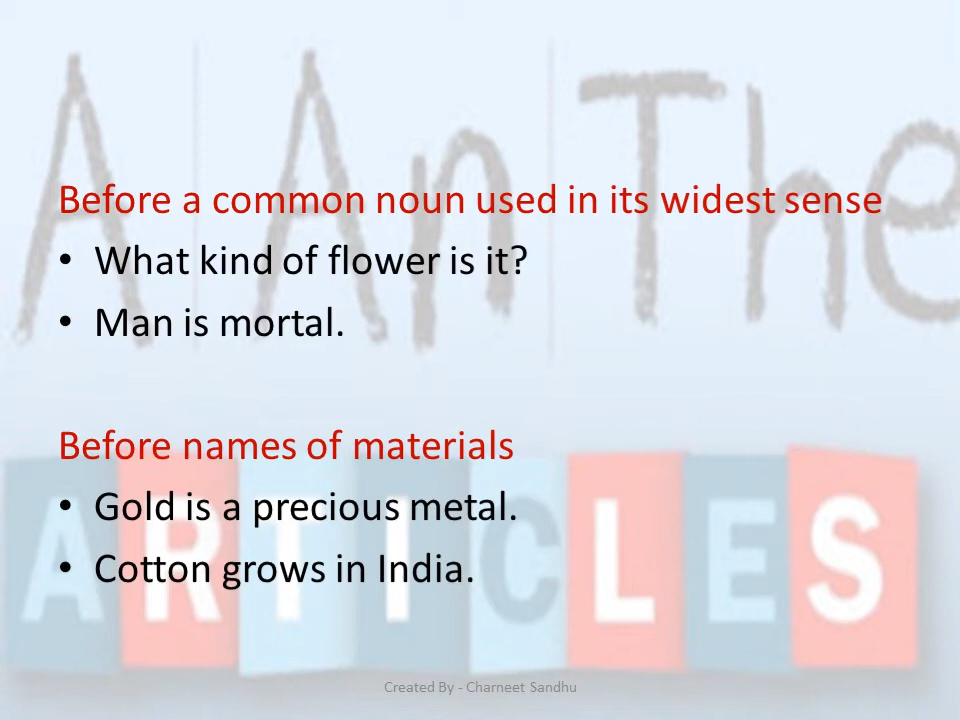 A An The
Before a common noun used in its widest sense
• What kind of flower is it?
• Man is mortal.
Before names of materials
• Gold is a precious metal.
• Cotton grows in India.
ARTICLES
Created By - Charneet Sandhu